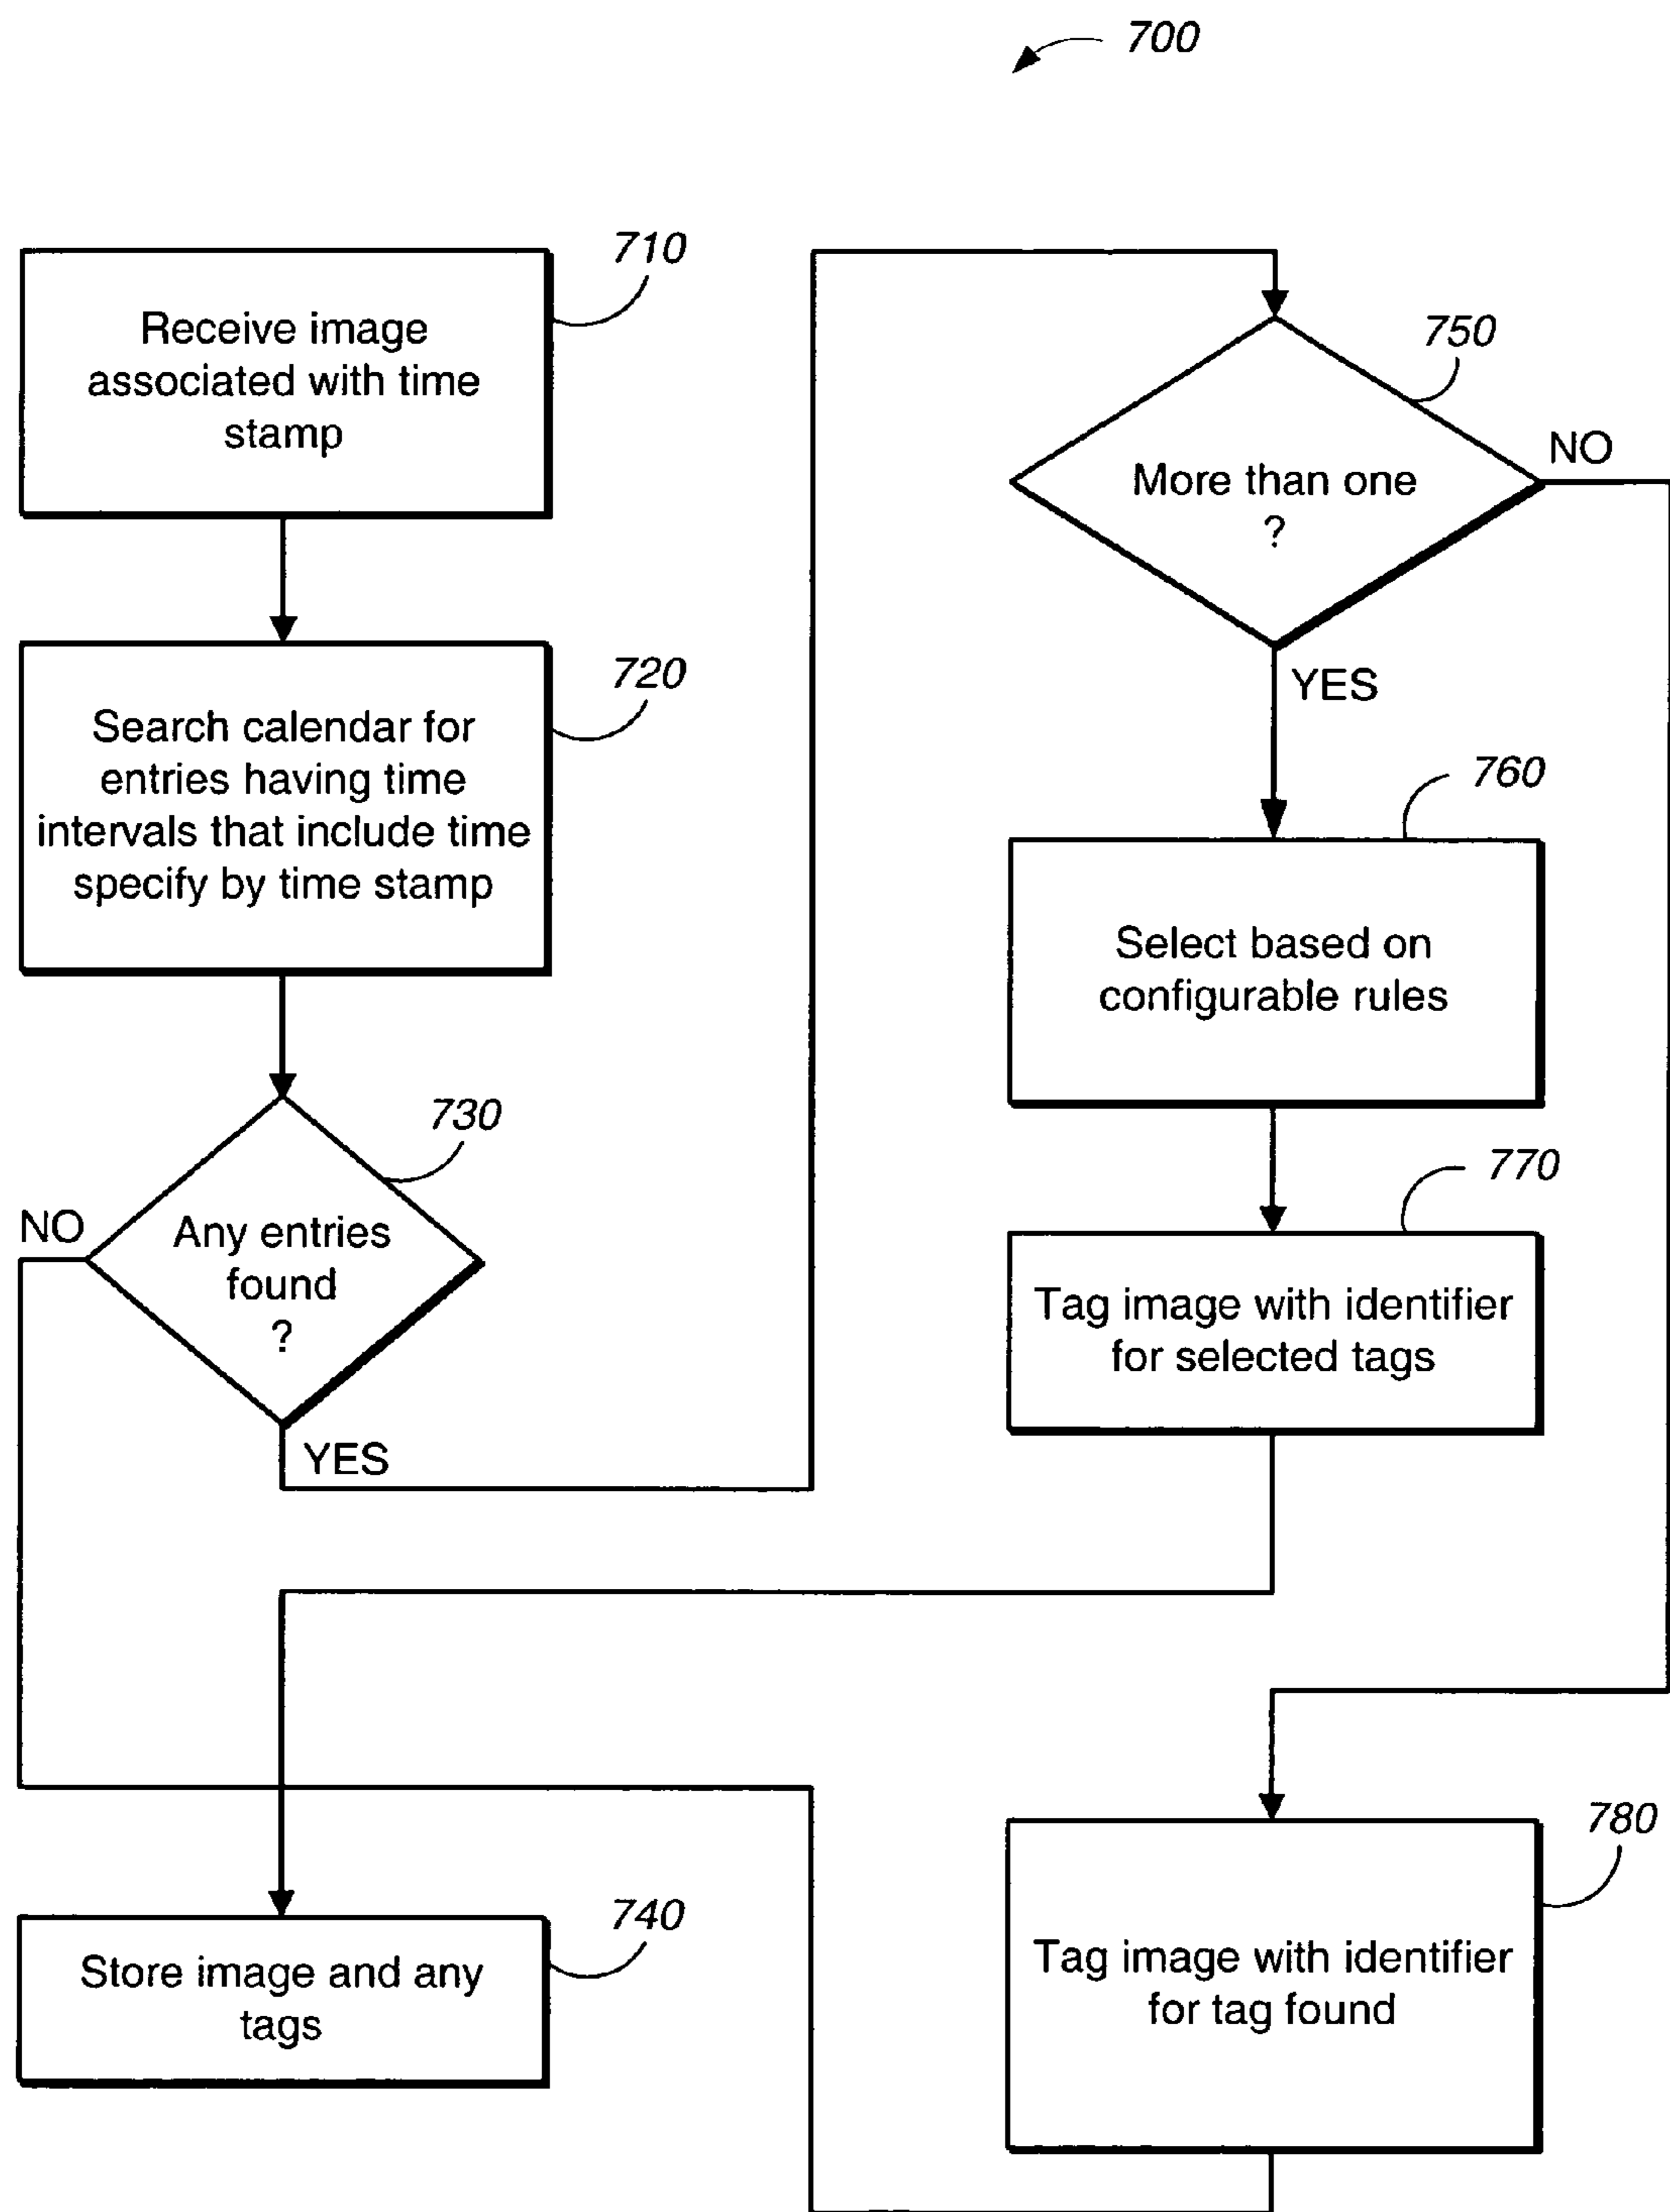 700
710
Receive image
associated with time
stamp
720
Search calendar for
entries having time
intervals that include time
specify by time stamp
730
NO
Any entries
found
?
YES
740
Store image and any
tags
750
NO
More than one
?
YES
760
Select based on
configurable rules
770
Tag image with identifier
for selected tags
780
Tag image with identifier
for tag found